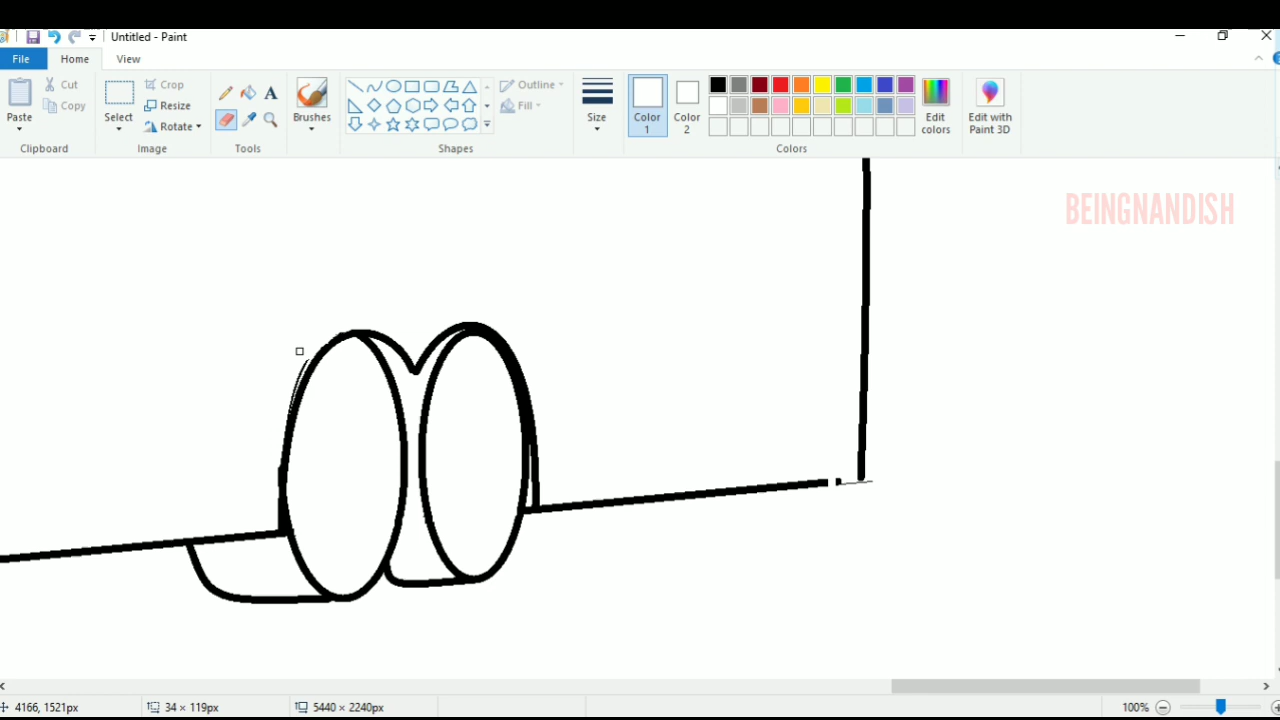 Untitled - Paint
File Home View
Paste
Cut
Copy
Clipboard
Select
Crop
Resize
Rotate
Image
A
Tools
Brushes
Shapes
Outline
Fill
Size
Color
1
Color
2
Colors
Edit
colors
Edit with
Paint 3D
BEINGNANDISH
4166, 1521px 34 × 119px 5440 × 2240px 100%